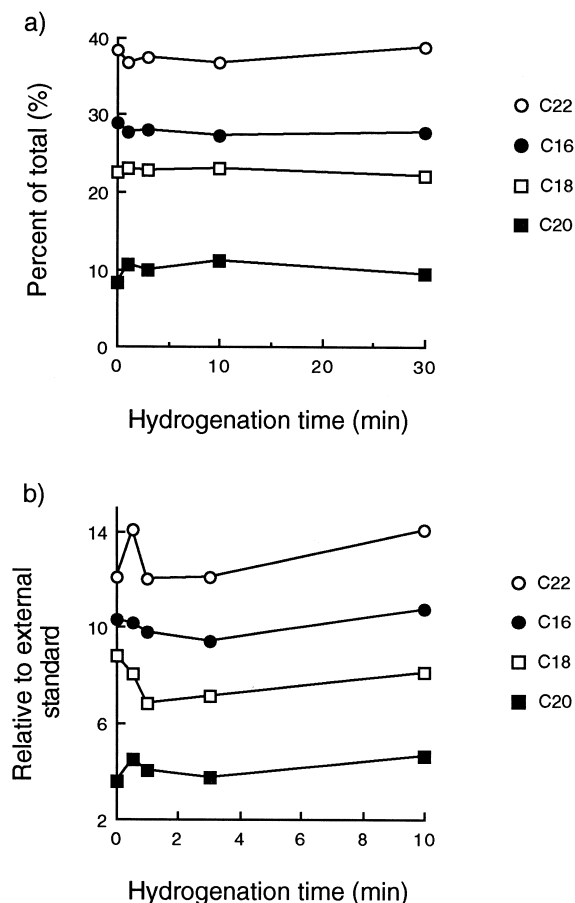 a)
Percent of total (%)
40
30
20
10
0
0 10 20 30
Hydrogenation time (min)
C22
C16
C18
C20
b)
Relative to external
standard
14
10
6
2
0 2 4 6 8 10
Hydrogenation time (min)
C22
C16
C18
C20